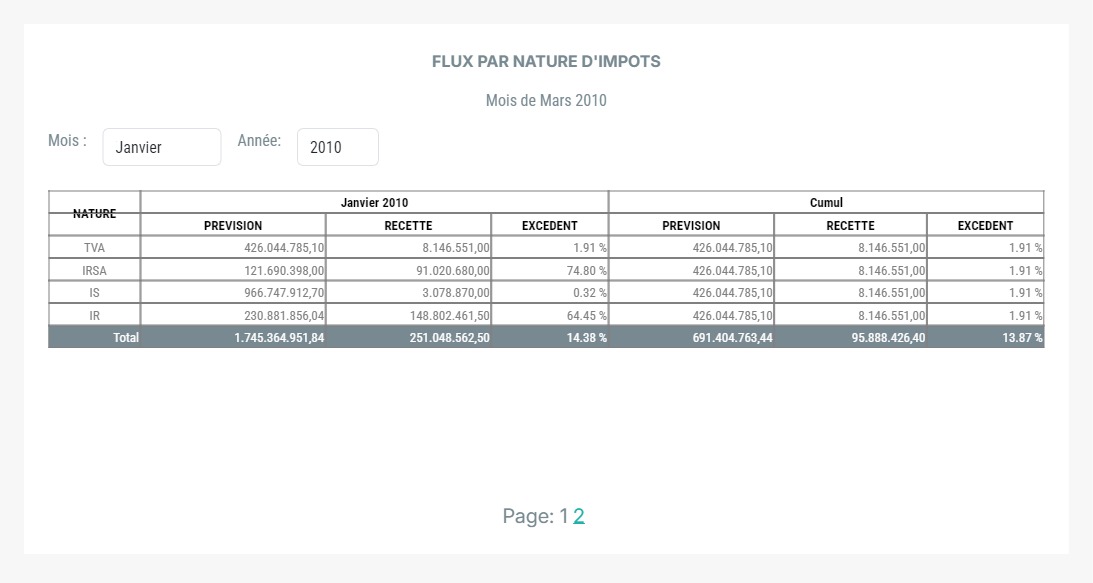 FLUX PAR NATURE D'IMPOTS
Mois de Mars 2010
Mois : Janvier Année: 2010
NATURE Janvier 2010 Cumul
PREVISION RECETTE EXCEDENT PREVISION RECETTE EXCEDENT
TVA 426.044.785,10 8.146.551,00 1.91 % 426.044.785,10 8.146.551,00 1.91 %
IRSA 121.690.398,00 91.020.680,00 74.80 % 426.044.785,10 8.146.551,00 1.91 %
IS 966.747.912,70 3.078.870,00 0.32 % 426.044.785,10 8.146.551,00 1.91 %
IR 230.881.856,04 148.802.461,50 64.45 % 426.044.785,10 8.146.551,00 1.91 %
Total 1.745.364.951,84 251.048.562,50 14.38 % 691.404.763,44 95.888.426,40 13.87 %
Page: 1 2